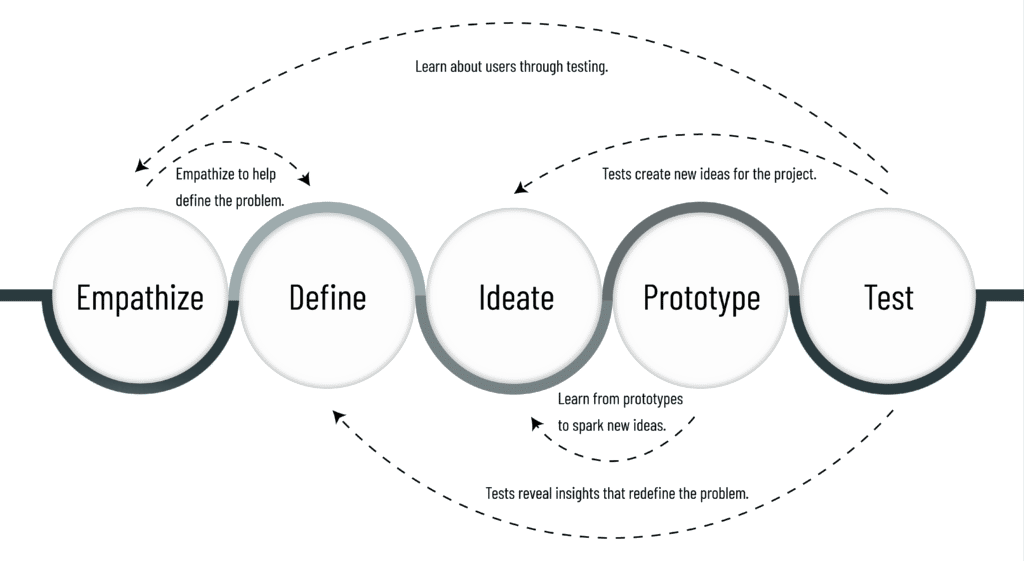 Learn about users through testing.
Empathize to help
define the problem.
Tests create new ideas for the project.
Empathize
Define
Ideate
Prototype
Test
Learn from prototypes
to spark new ideas.
Tests reveal insights that redefine the problem.